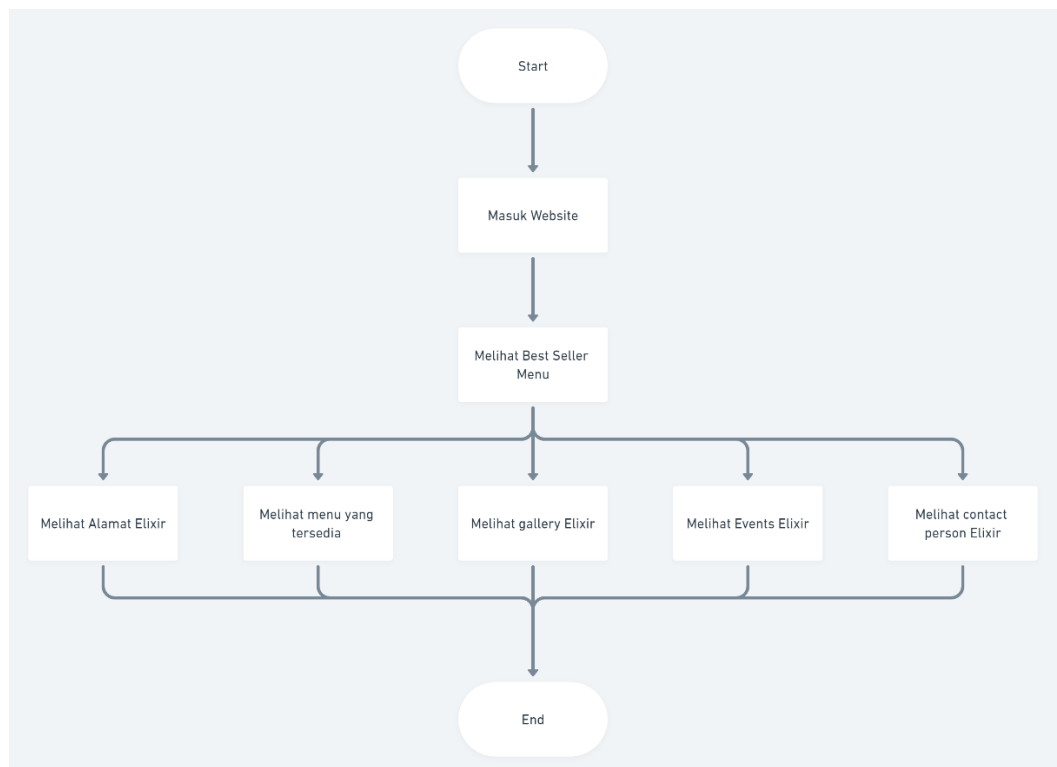 Start
Masuk Website
Melihat Best Seller
Menu
Melihat Alamat Elixir
Melihat menu yang
tersedia
Melihat gallery Elixir
Melihat Events Elixir
Melihat contact
person Elixir
End